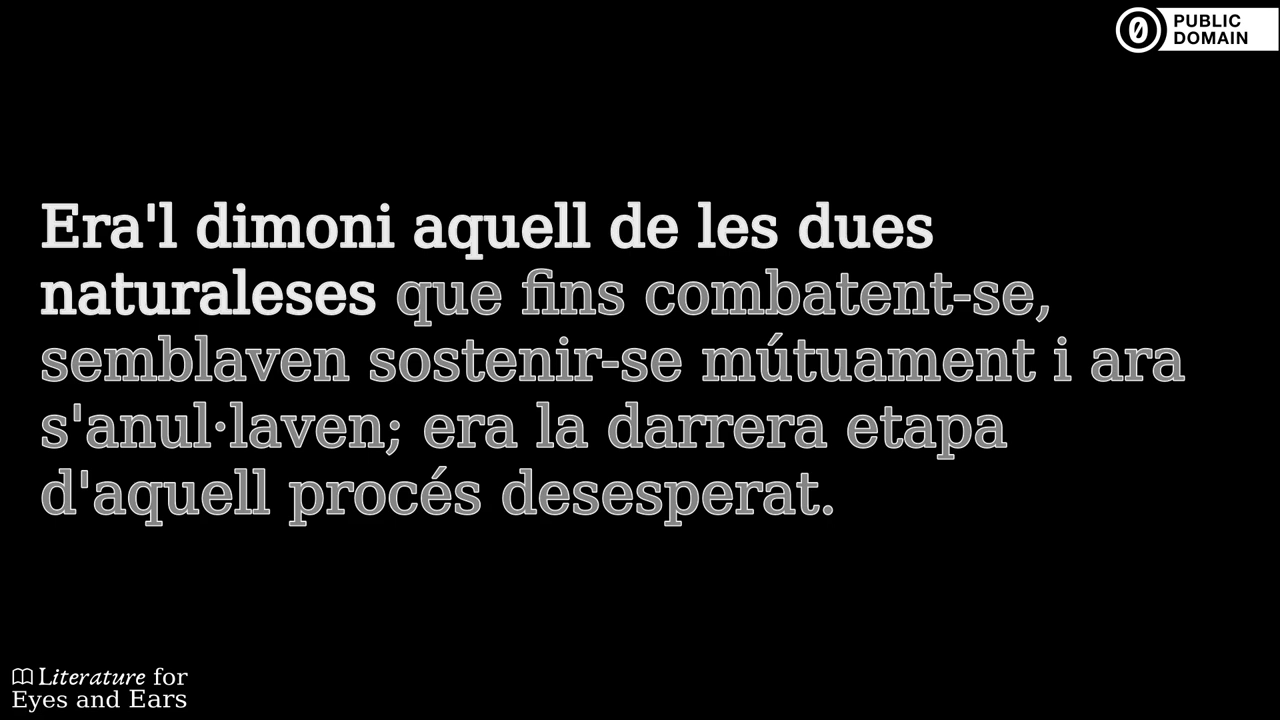 PUBLIC
DOMAIN
Era'l dimoni aquell de les dues
naturaleses que fins combatent-se,
semblaven sostenir-se mútuament i ara
s'anul·laven; era la darrera etapa
d'aquell procés desesperat.
Literature for
Eyes and Ears